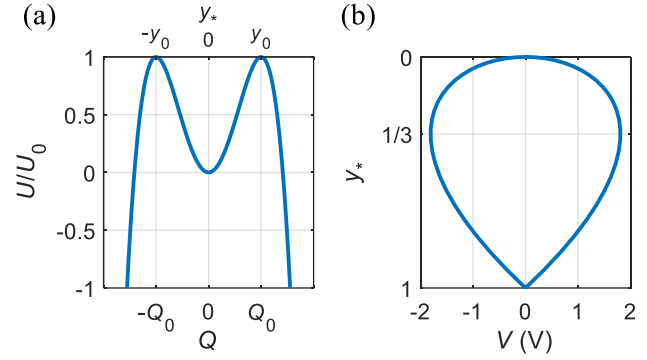 (a)
y*
-y₀ 0 y₀
1
0.5
0
-0.5
-1
U/U₀
-Q₀ 0 Q₀
Q
(b)
0
1/3
1
y*
-2 -1 0 1 2
V (V)